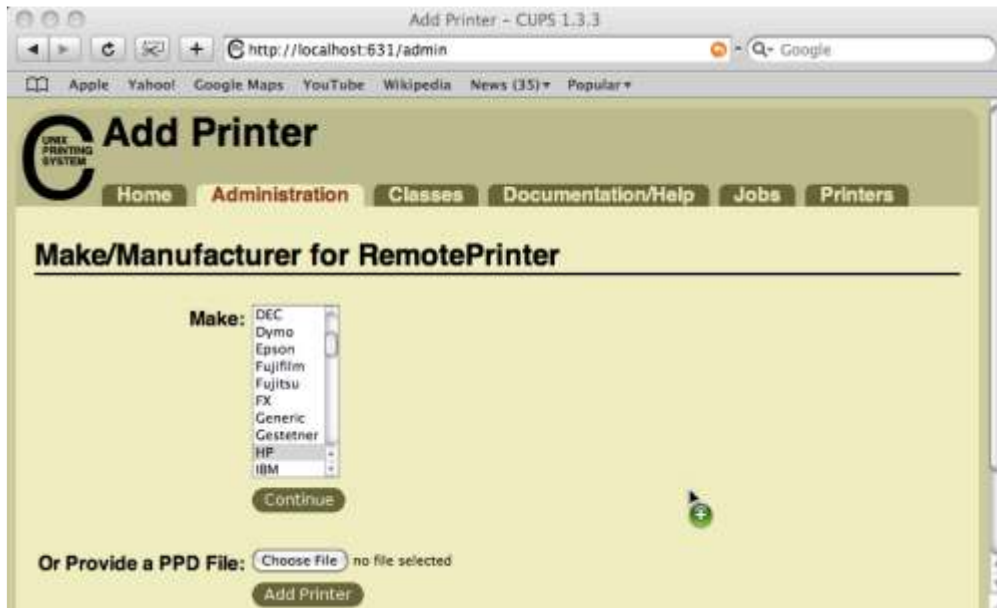 Add Printer - CUPS 1.3.3
http://localhost:631/admin
Google
Apple Yahoo! Google Maps YouTube Wikipedia News (35) Popular
UNIX
PRINTING
SYSTEM
Add Printer
Home Administration Classes Documentation/Help Jobs Printers
Make/Manufacturer for RemotePrinter
Make:
DEC
Dymo
Epson
Fujifilm
Fujitsu
FX
Generic
Gestetner
HP
IBM
Continue
Or Provide a PPD File: Choose File no file selected
Add Printer